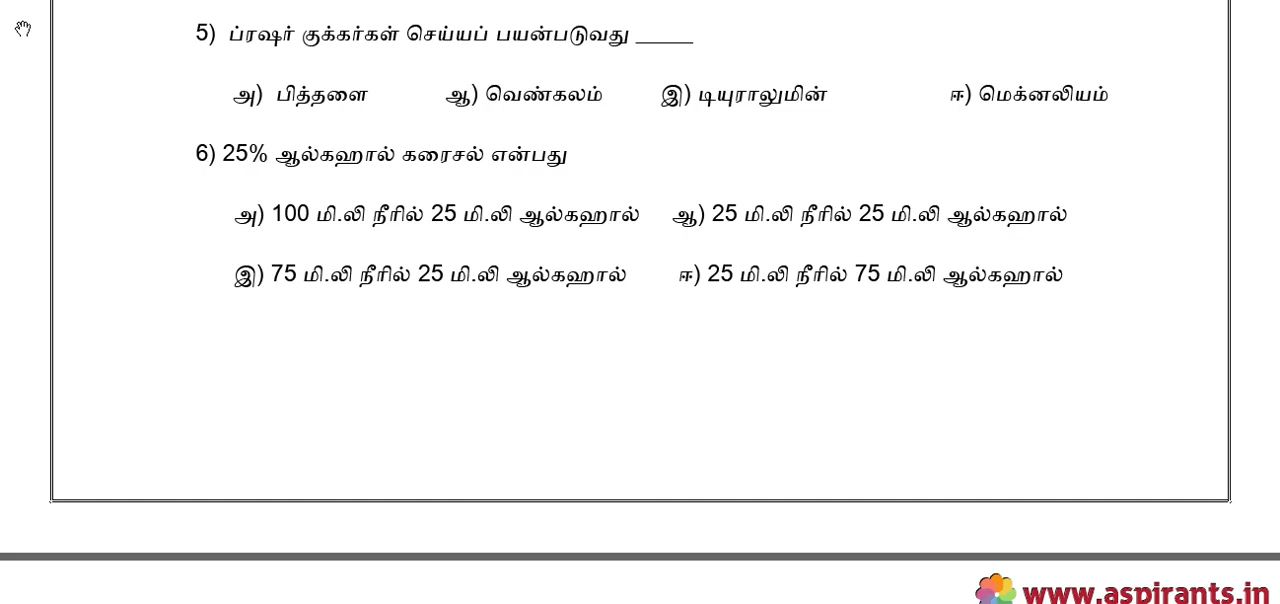 5) ப்ரஷர் குக்கர்கள் செய்யப் பயன்படுவது _____
அ) பித்தளை ஆ) வெண்கலம் இ) டியுராலுமின் ஈ) மெக்னலியம்
6) 25% ஆல்கஹால் கரைசல் என்பது
அ) 100 மி.லி நீரில் 25 மி.லி ஆல்கஹால் ஆ) 25 மி.லி நீரில் 25 மி.லி ஆல்கஹால்
இ) 75 மி.லி நீரில் 25 மி.லி ஆல்கஹால் ஈ) 25 மி.லி நீரில் 75 மி.லி ஆல்கஹால்
www.aspirants.in